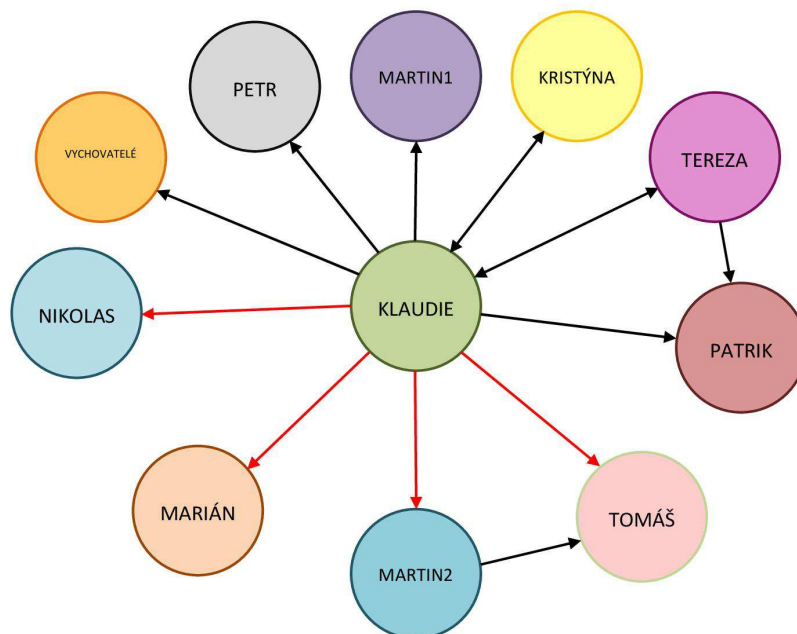 MARTIN1
KRISTÝNA
PETR
VYCHOVATELÉ
TEREZA
NIKOLAS
KLAUDIE
PATRIK
MARIÁN
TOMÁŠ
MARTIN2